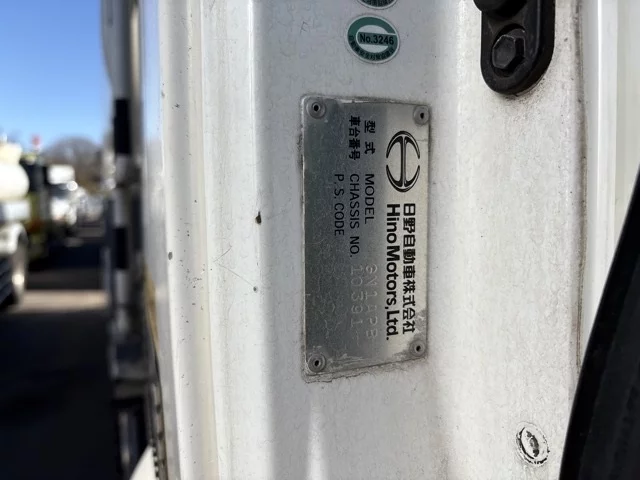 No.3246
日野自動車株式会社
HinoMotors,Ltd.
型式 MODEL
車台番号 CHASSIS NO.
P.S.CODE